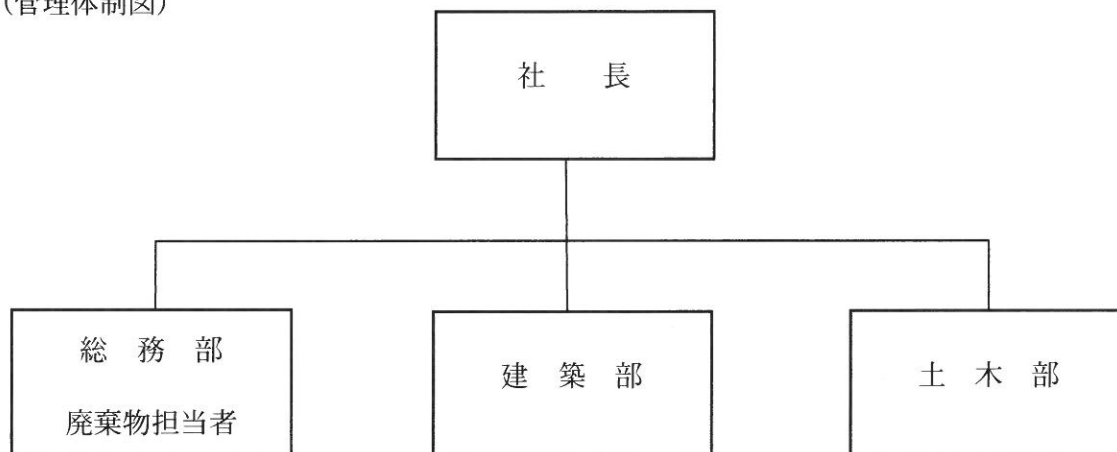 (管理体制図)
社 長
総 務 部
廃棄物担当者
建 築 部
土 木 部